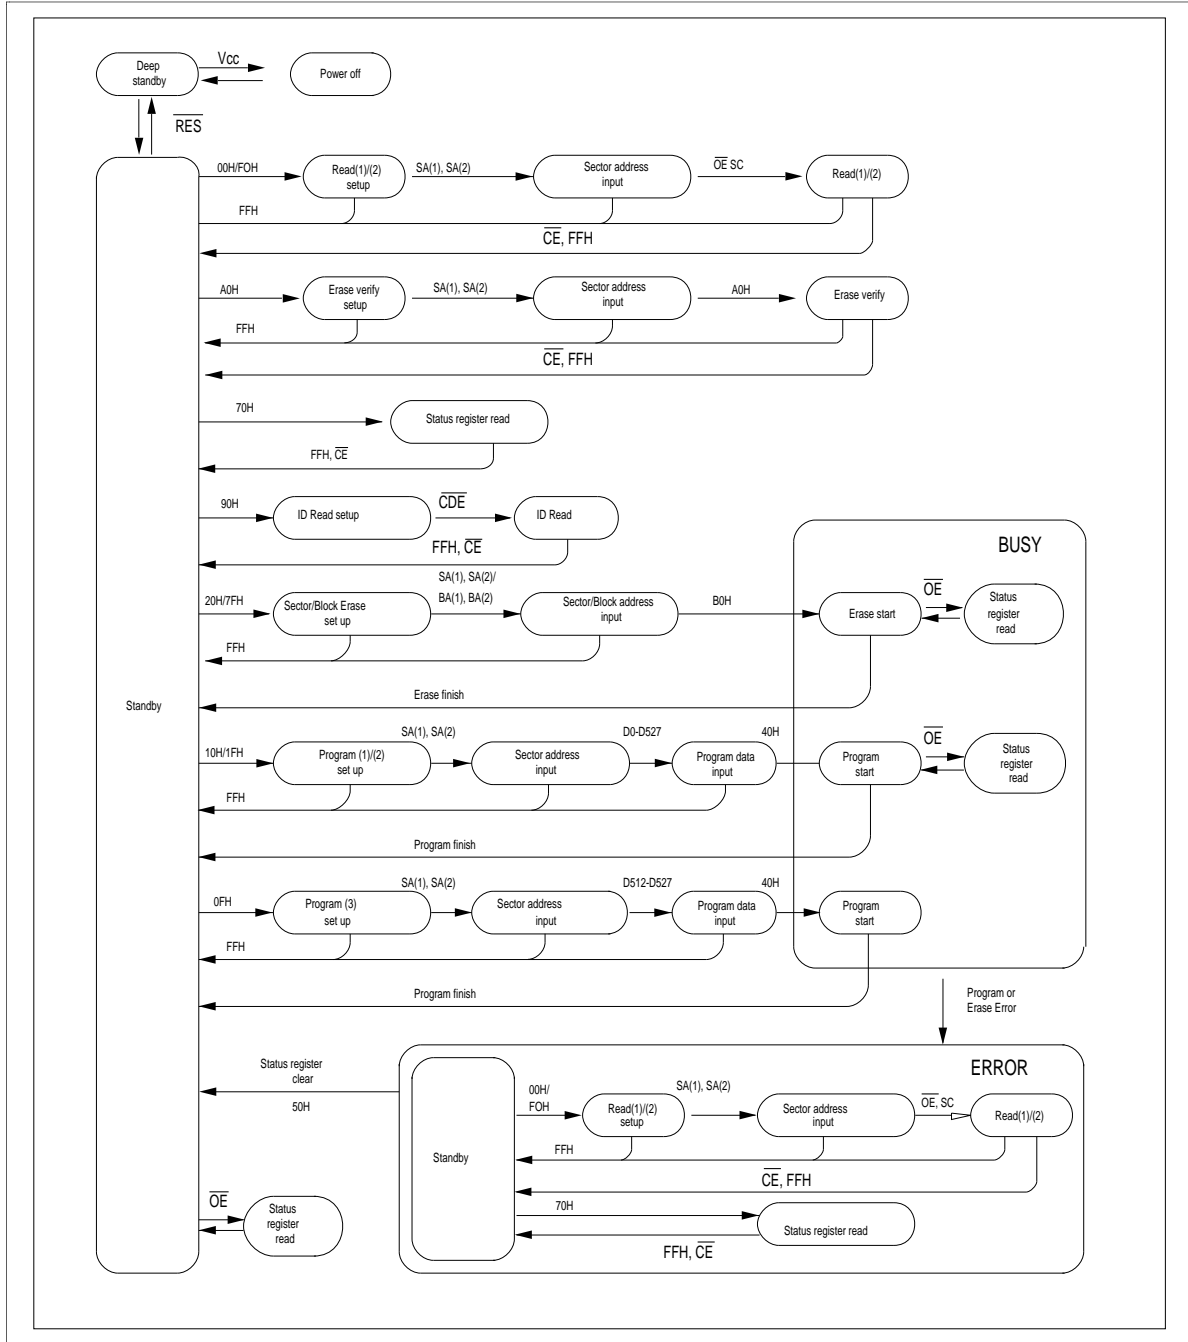 Deep
standby
Vcc
Power off
RES
00H/FOH
Read(1)/(2)
setup
SA(1), SA(2)
Sector address
input
OE SC
Read(1)/(2)
FFH
CE, FFH
A0H
Erase verify
setup
SA(1), SA(2)
Sector address
input
A0H
Erase verify
FFH
CE, FFH
70H
Status register read
FFH, CE
90H
ID Read setup
CDE
ID Read
FFH, CE
BUSY
20H/7FH
Sector/Block Erase
set up
SA(1), SA(2)/
BA(1), BA(2)
Sector/Block address
input
B0H
Erase start
OE
Status
register
read
FFH
Erase finish
Standby
10H/1FH
Program (1)/(2)
set up
SA(1), SA(2)
Sector address
input
D0-D527
Program data
input
40H
Program
start
OE
Status
register
read
FFH
Program finish
0FH
Program (3)
set up
SA(1), SA(2)
Sector address
input
D512-D527
Program data
input
40H
Program
start
FFH
Program finish
Program or
Erase Error
ERROR
Status register
clear
50H
Standby
00H/
FOH
Read(1)/(2)
setup
SA(1), SA(2)
Sector address
input
OE, SC
Read(1)/(2)
FFH
CE, FFH
70H
Status register read
FFH, CE
OE
Status
register
read